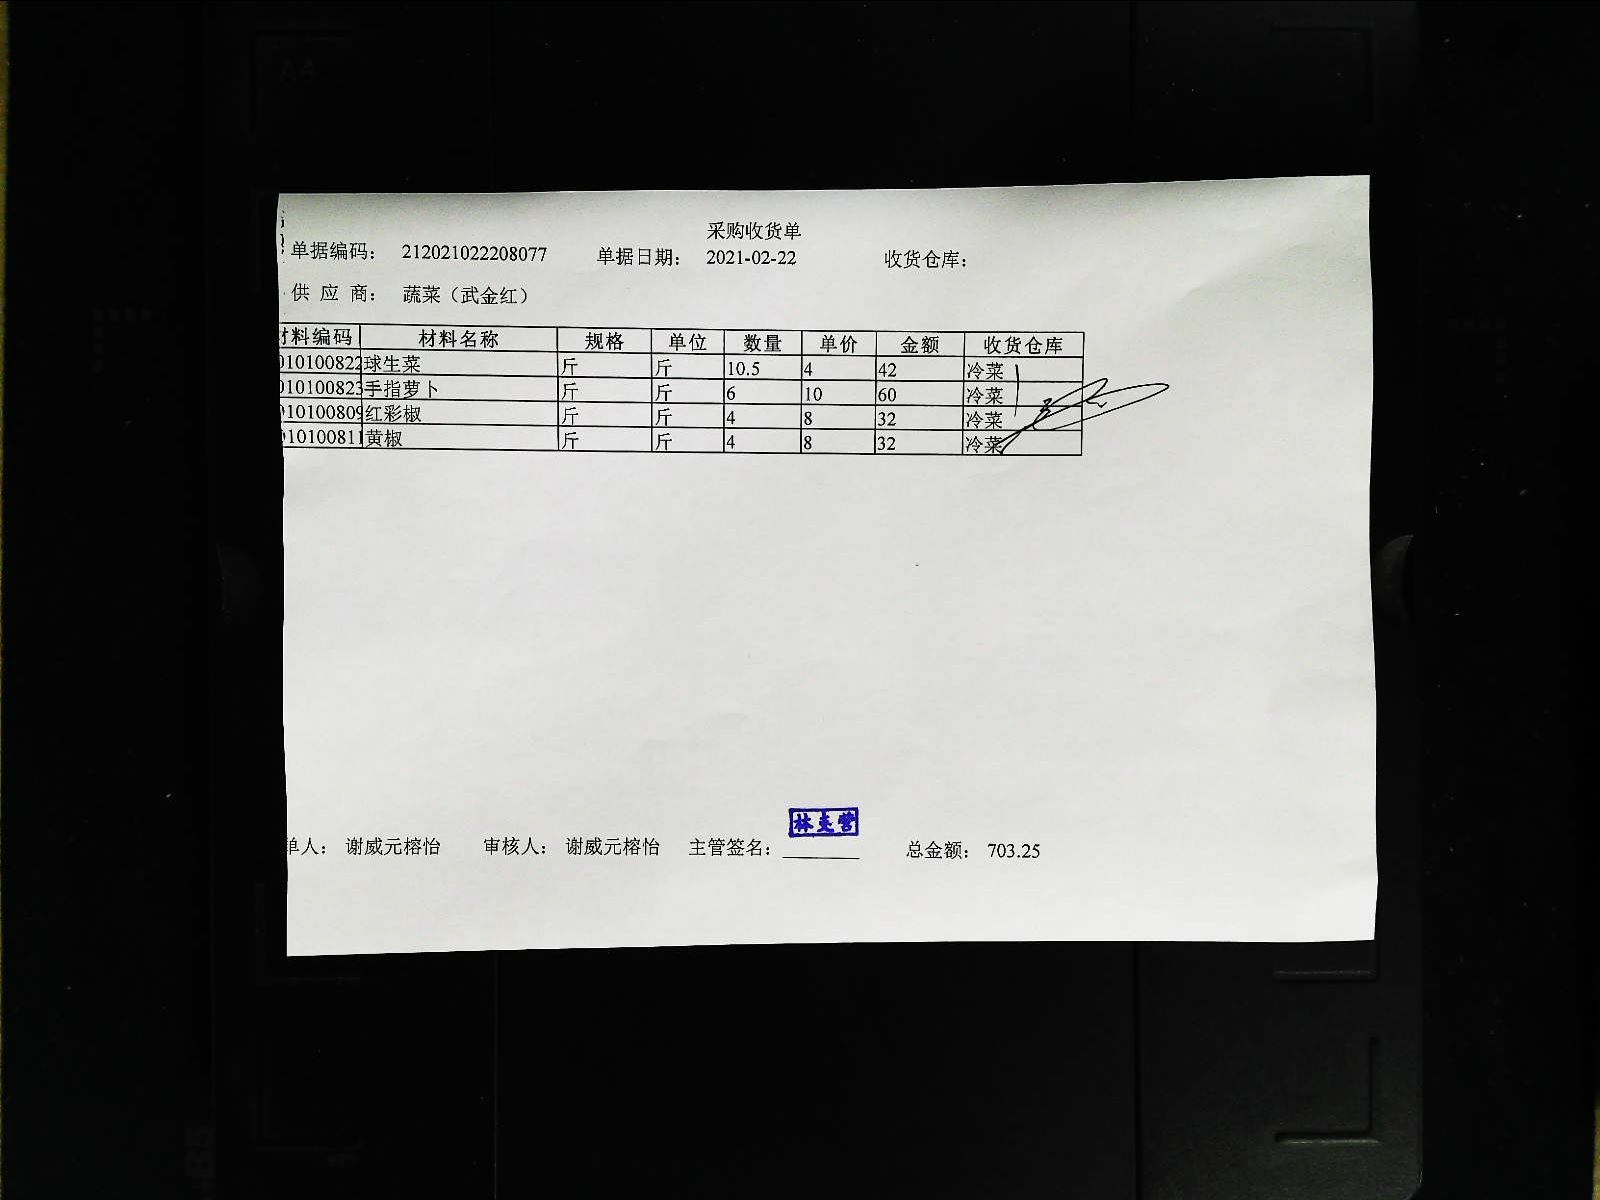 采购收货单
单据编码： 212021022208077 单据日期： 2021-02-22 收货仓库：
供 应 商： 蔬菜（武金红）
材料编码 材料名称 规格 单位 数量 单价 金额 收货仓库
010100822 球生菜 斤 斤 10.5 4 42 冷菜
010100823 手指萝卜 斤 斤 6 10 60 冷菜
010100809 红彩椒 斤 斤 4 8 32 冷菜
010100811 黄椒 斤 斤 4 8 32 冷菜
单人： 谢威元榕怡 审核人： 谢威元榕怡 主管签名： 总金额： 703.25